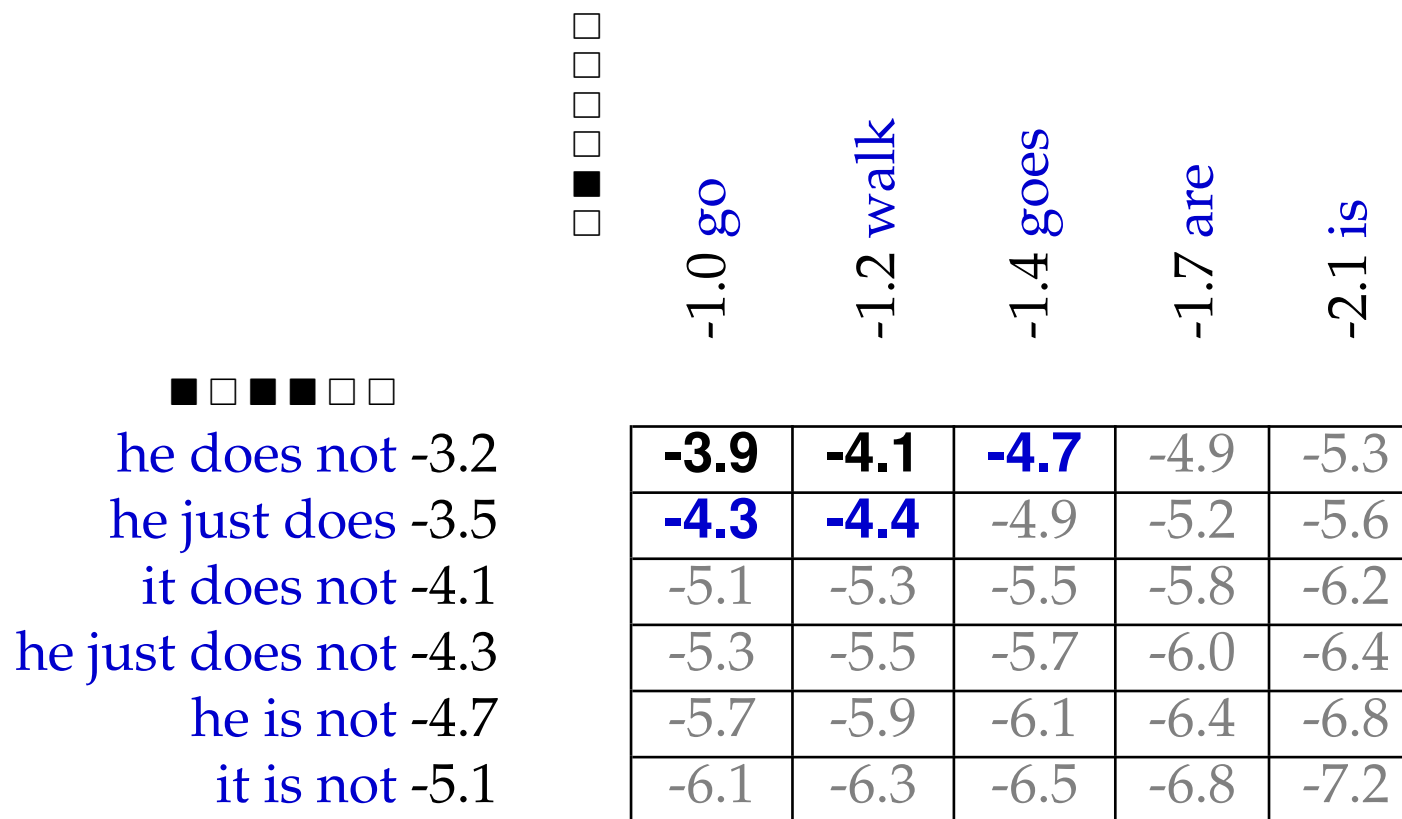 -1.0 go
-1.2 walk
-1.4 goes
-1.7 are
-2.1 is
he does not -3.2 -3.9 -4.1 -4.7 -4.9 -5.3
he just does -3.5 -4.3 -4.4 -4.9 -5.2 -5.6
it does not -4.1 -5.1 -5.3 -5.5 -5.8 -6.2
he just does not -4.3 -5.3 -5.5 -5.7 -6.0 -6.4
he is not -4.7 -5.7 -5.9 -6.1 -6.4 -6.8
it is not -5.1 -6.1 -6.3 -6.5 -6.8 -7.2